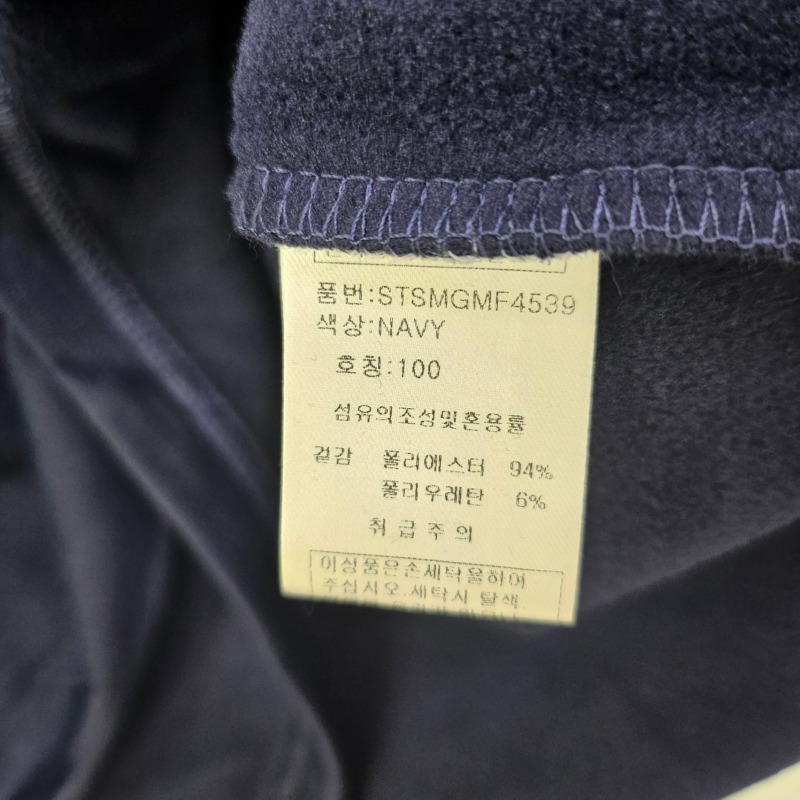 품번:STSMGMF4539
색상:NAVY
호칭:100
섬유의조성및혼용률
겉감 폴리에스터 94%
폴리우레탄 6%
취급주의
이상품은손세탁을하여
주십시오.세탁시 탈색